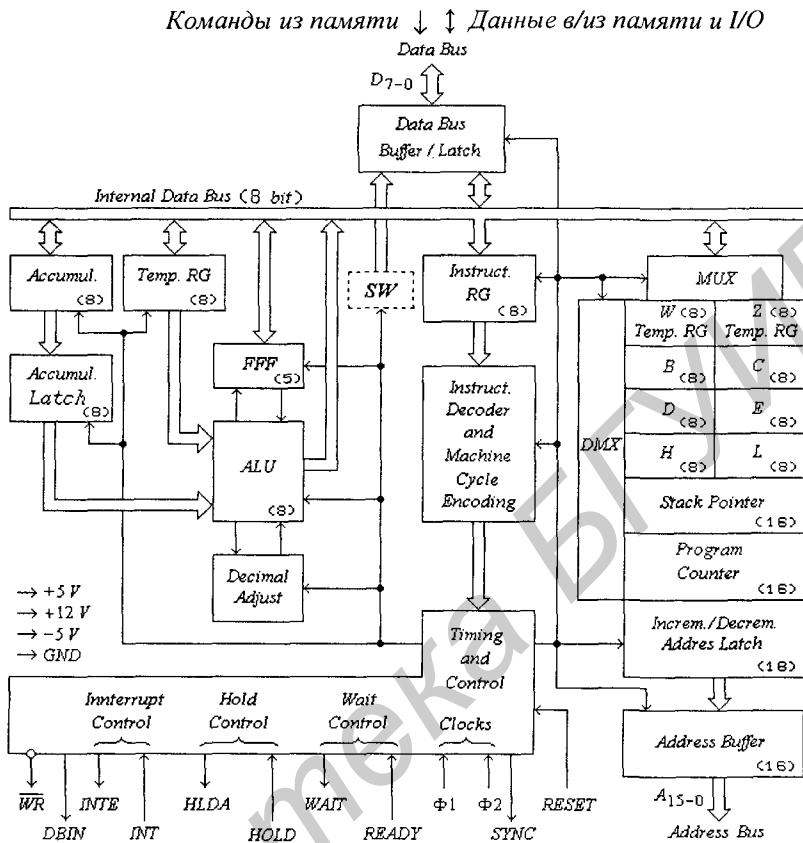 Команды из памяти ↓ ↕ Данные в/из памяти и I/O
Data Bus
D7-0
Data Bus
Buffer / Latch
Internal Data Bus (8 bit)
Accumul.
(8)
Temp. RG
(8)
SW
Instruct.
RG
(8)
MUX
W (8)
Temp. RG
Z (8)
Temp. RG
Accumul.
Latch
(8)
FFF
(5)
B
(8)
C
(8)
Instruct.
Decoder
and
Machine
Cycle
Encoding
DMX
D
(8)
E
(8)
ALU
(8)
H
(8)
L
(8)
Stack Pointer
(16)
Decimal
Adjust
Program
Counter
(16)
→ +5 V
→ +12 V
→ −5 V
→ GND
Timing
and
Control
Increm./Decrem.
Addres Latch
(18)
Innterrupt
Control
Hold
Control
Wait
Control
Clocks
Address Buffer
(16)
WR
DBIN
INTE
INT
HLDA
HOLD
WAIT
READY
Φ1
Φ2
SYNC
RESET
A15-0
Address Bus
тека БГУИР